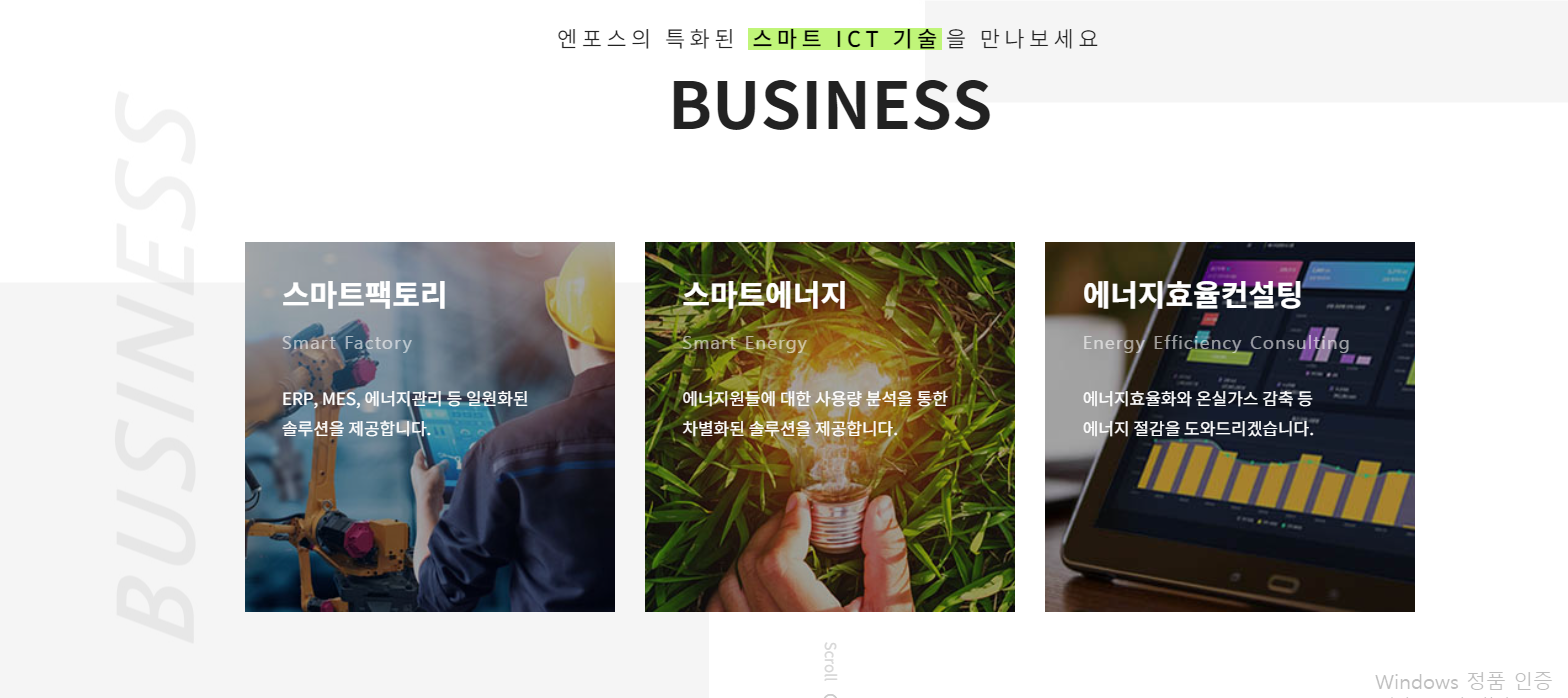 엔포스의 특화된 스마트 ICT 기술을 만나보세요
BUSINESS
BUSINESS
스마트팩토리
Smart Factory
ERP, MES, 에너지관리 등 일원화된
솔루션을 제공합니다.
스마트에너지
Smart Energy
에너지원들에 대한 사용량 분석을 통한
차별화된 솔루션을 제공합니다.
에너지효율컨설팅
Energy Efficiency Consulting
에너지효율화와 온실가스 감축 등
에너지 절감을 도와드리겠습니다.
Scroll
Windows 정품 인증